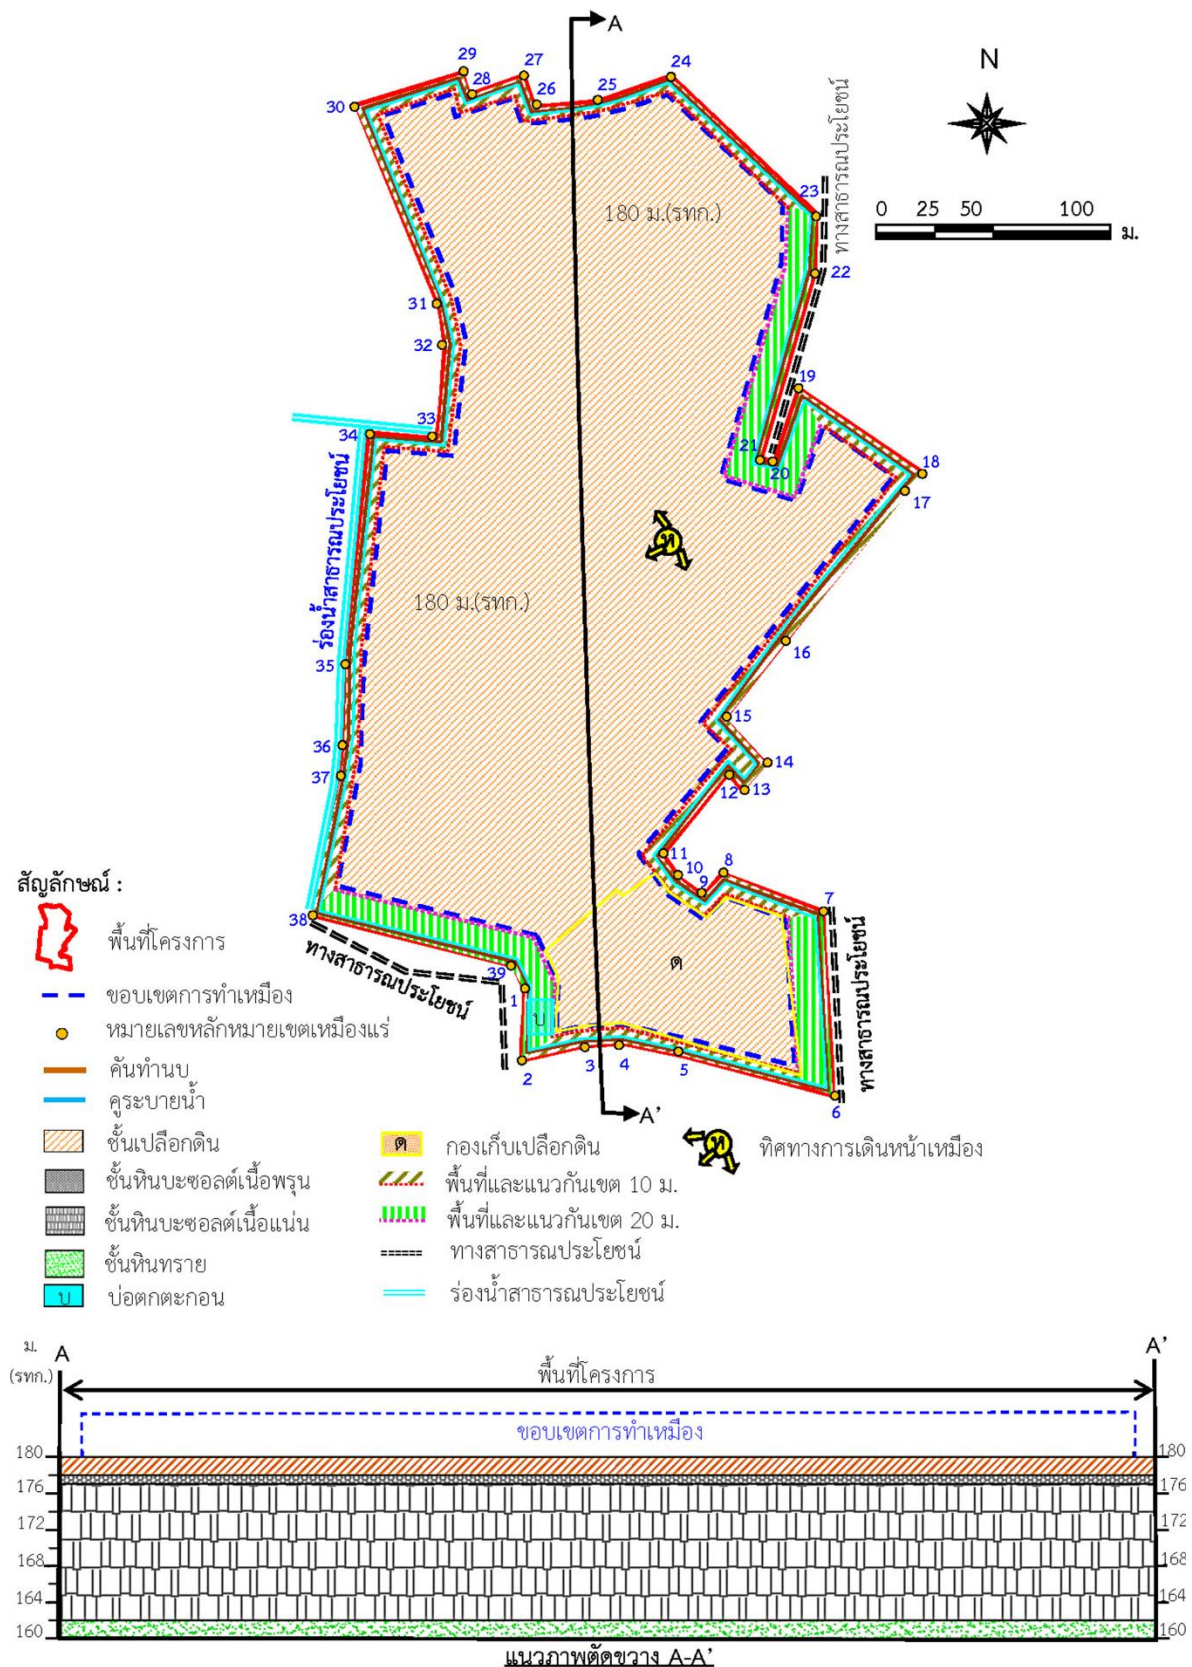 A
N
0 25 50 100
ม.
29
27
24
28
26
25
30
23
ทางสาธารณประโยชน์
180 ม.(รทก.)
22
31
32
19
34
33
21
20
18
17
ร่องน้ำสาธารณประโยชน์
ห
180 ม.(รทก.)
16
35
15
36
37
14
12
13
11
10
8
9
7
38
ทางสาธารณประโยชน์
39
1
บ
ด
ทางสาธารณประโยชน์
2
3
4
5
6
A'
สัญลักษณ์ :
พื้นที่โครงการ
ขอบเขตการทำเหมือง
หมายเลขหลักหมายเขตเหมืองแร่
คันทำนบ
คูระบายน้ำ
ชั้นเปลือกดิน
ชั้นหินบะซอลต์เนื้อพรุน
ชั้นหินบะซอลต์เนื้อแน่น
ชั้นหินทราย
บ บ่อตกตะกอน
ด กองเก็บเปลือกดิน
พื้นที่และแนวกันเขต 10 ม.
พื้นที่และแนวกันเขต 20 ม.
ทางสาธารณประโยชน์
ร่องน้ำสาธารณประโยชน์
ห ทิศทางการเดินหน้าเหมือง
ม.
(รทก.)
A
A'
พื้นที่โครงการ
ขอบเขตการทำเหมือง
180 180
176 176
172 172
168 168
164 164
160 160
แนวภาพตัดขวาง A-A'